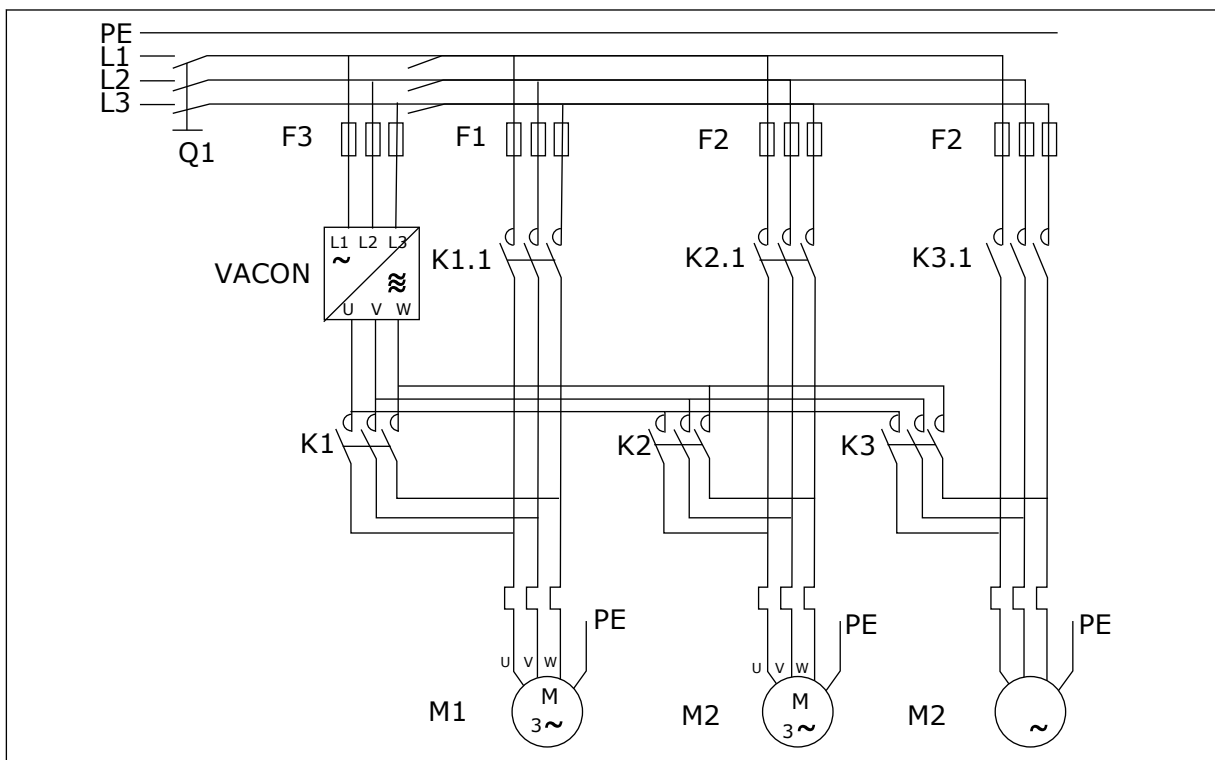 PE
L1
L2
L3
Q1
F3
F1
F2
F2
L1 L2 L3
~
VACON
≋
U V W
K1.1
K2.1
K3.1
K1
K2
K3
PE
PE
PE
U V W
U V W
M1
M
3~
M2
M
3~
M2
~